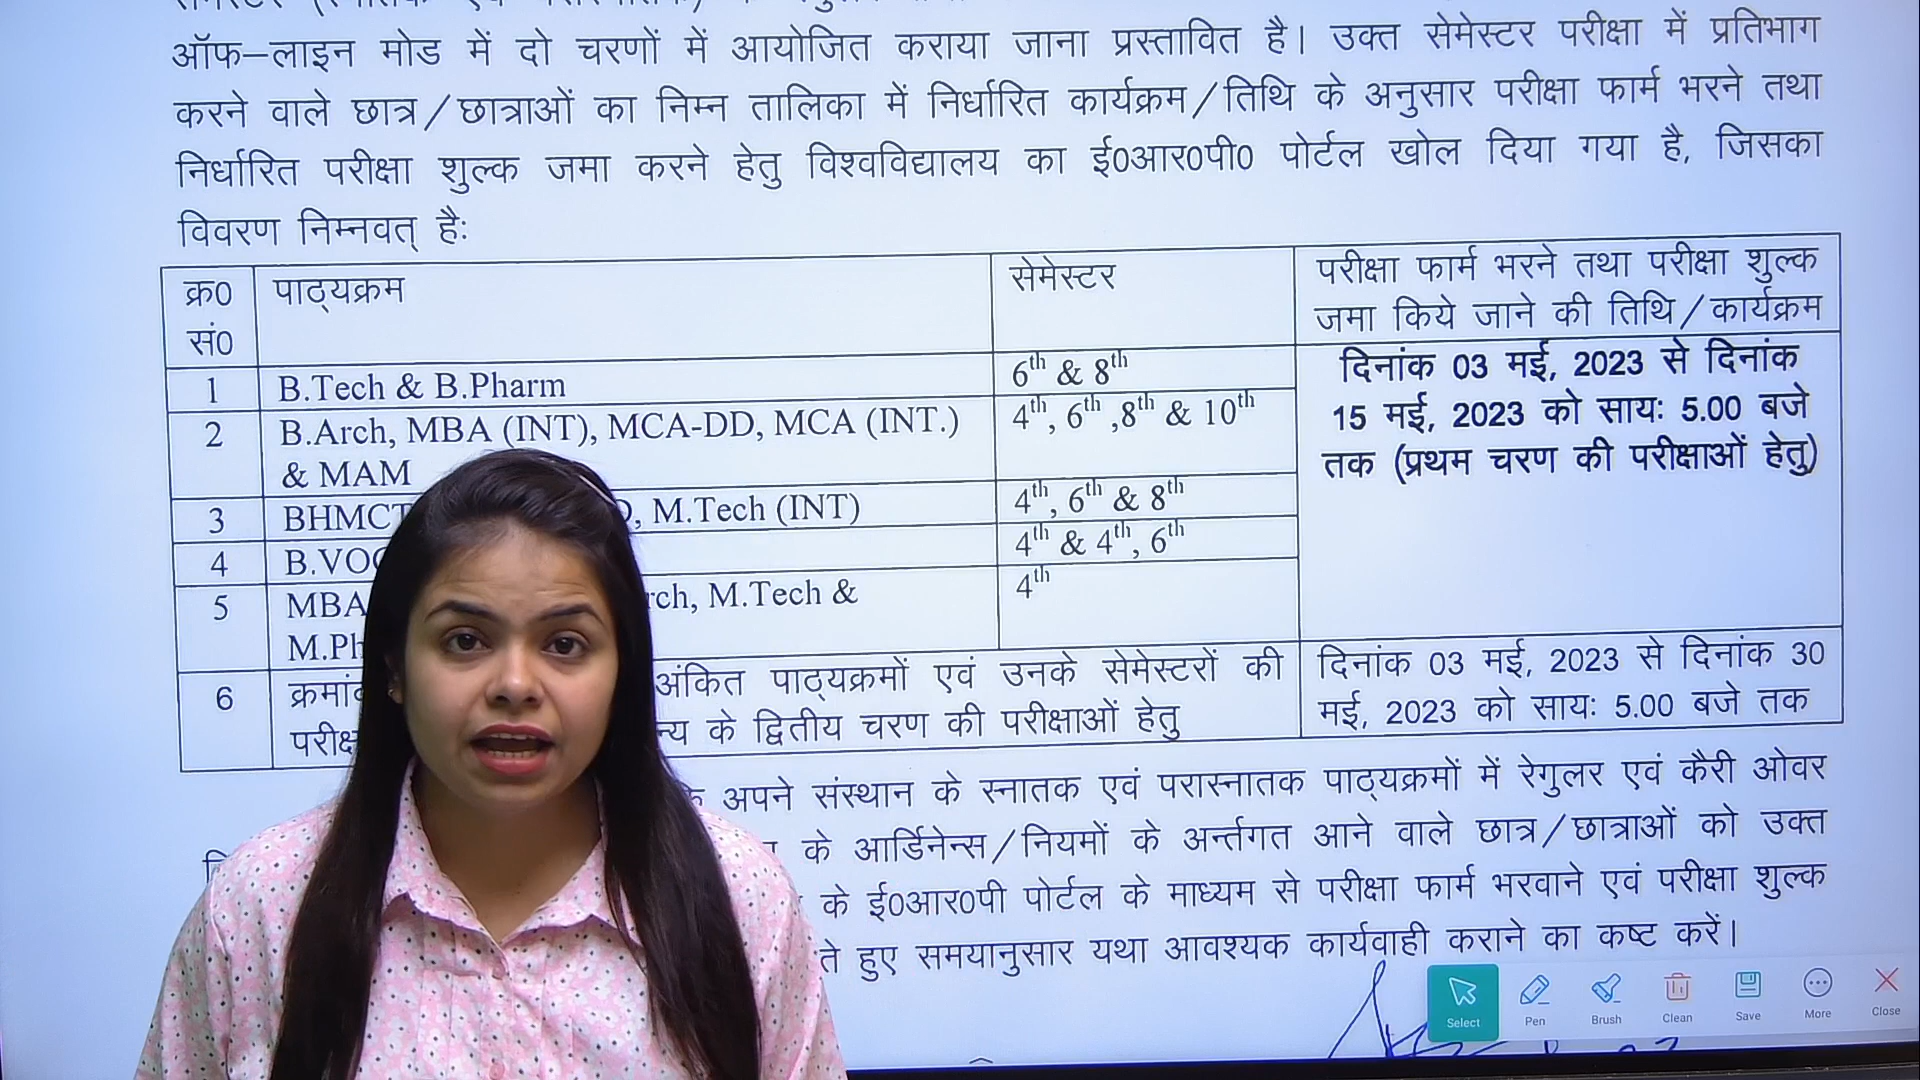 ऑफ–लाइन मोड में दो चरणों में आयोजित कराया जाना प्रस्तावित है। उक्त सेमेस्टर परीक्षा में प्रतिभाग
करने वाले छात्र/छात्राओं का निम्न तालिका में निर्धारित कार्यक्रम/तिथि के अनुसार परीक्षा फार्म भरने तथा
निर्धारित परीक्षा शुल्क जमा करने हेतु विश्वविद्यालय का ई0आर0पी0 पोर्टल खोल दिया गया है, जिसका
विवरण निम्नवत् हैः
क्र0 सं0
पाठ्यक्रम
सेमेस्टर
परीक्षा फार्म भरने तथा परीक्षा शुल्क
जमा किये जाने की तिथि/कार्यक्रम
1 B.Tech & B.Pharm 6th & 8th
2 B.Arch, MBA (INT), MCA-DD, MCA (INT.) 4th, 6th ,8th & 10th
& MAM
3 BHMCT , M.Tech (INT) 4th, 6th & 8th
4 B.VO 4th & 4th, 6th
5 MBA rch, M.Tech & 4th
M.Ph
दिनांक 03 मई, 2023 से दिनांक
15 मई, 2023 को सायः 5.00 बजे
तक (प्रथम चरण की परीक्षाओं हेतु)
6 अंकित पाठ्यक्रमों एवं उनके सेमेस्टरों की
के द्वितीय चरण की परीक्षाओं हेतु
दिनांक 03 मई, 2023 से दिनांक 30
मई, 2023 को सायः 5.00 बजे तक
अपने संस्थान के स्नातक एवं परास्नातक पाठ्यक्रमों में रेगुलर एवं कैरी ओवर
के आर्डिनेन्स/नियमों के अर्न्तगत आने वाले छात्र/छात्राओं को उक्त
के ई0आर0पी पोर्टल के माध्यम से परीक्षा फार्म भरवाने एवं परीक्षा शुल्क
ते हुए समयानुसार यथा आवश्यक कार्यवाही कराने का कष्ट करें।
Select Pen Brush Clean Save More Close